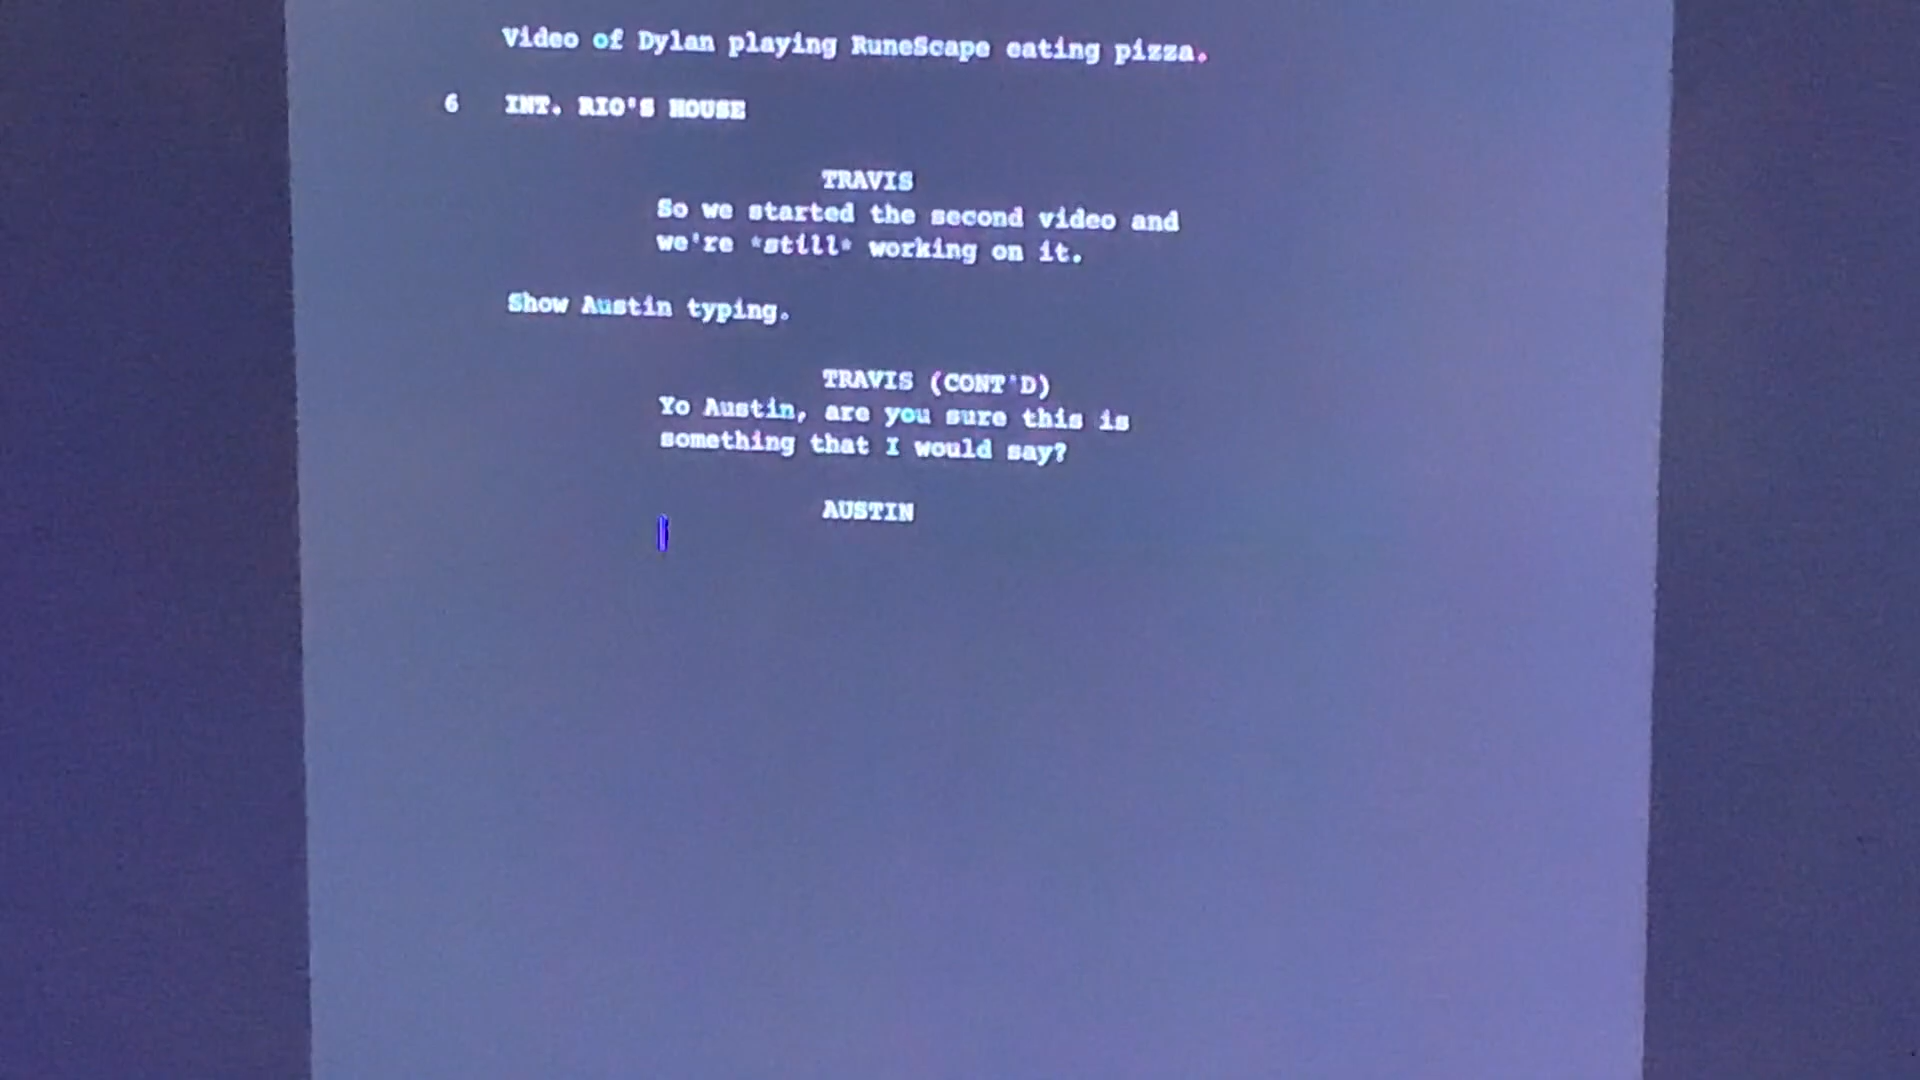 Video of Dylan playing RuneScape eating pizza.
6 INT. RIO'S HOUSE
TRAVIS
So we started the second video and
we're *still* working on it.
Show Austin typing.
TRAVIS (CONT'D)
Yo Austin, are you sure this is
something that I would say?
AUSTIN